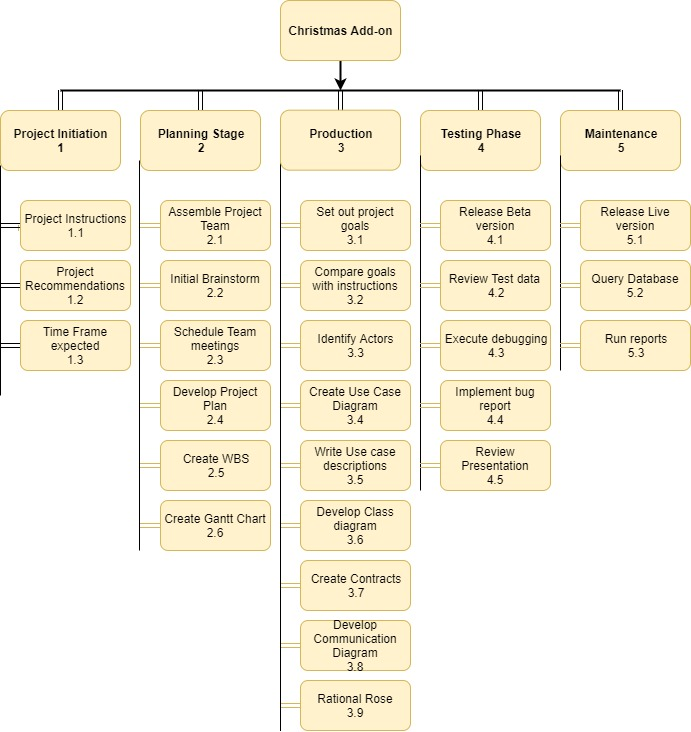 Christmas Add-on
Project Initiation
1
Planning Stage
2
Production
3
Testing Phase
4
Maintenance
5
Project Instructions
1.1
Project
Recommendations
1.2
Time Frame
expected
1.3
Assemble Project
Team
2.1
Initial Brainstorm
2.2
Schedule Team
meetings
2.3
Develop Project
Plan
2.4
Create WBS
2.5
Create Gantt Chart
2.6
Set out project
goals
3.1
Compare goals
with instructions
3.2
Identify Actors
3.3
Create Use Case
Diagram
3.4
Write Use case
descriptions
3.5
Develop Class
diagram
3.6
Create Contracts
3.7
Develop
Communication
Diagram
3.8
Rational Rose
3.9
Release Beta
version
4.1
Review Test data
4.2
Execute debugging
4.3
Implement bug
report
4.4
Review
Presentation
4.5
Release Live
version
5.1
Query Database
5.2
Run reports
5.3